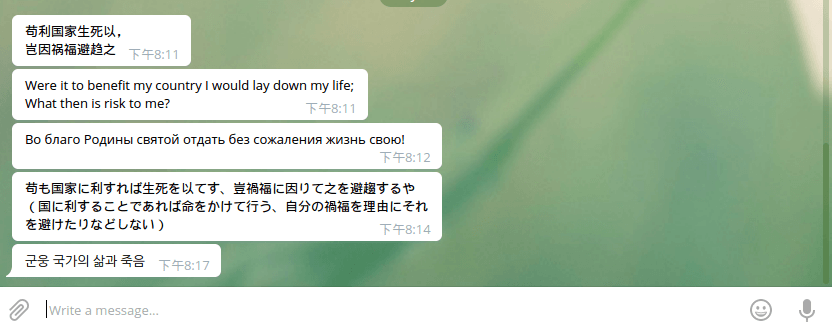 苟利国家生死以，
岂因祸福避趋之 下午8:11
Were it to benefit my country I would lay down my life;
What then is risk to me? 下午8:11
Во благо Родины святой отдать без сожаления жизнь свою!
下午8:12
苟も国家に利すれば生死を以てす、豈禍福に因りて之を避趨するや
（国に利することであれば命をかけて行う、自分の禍福を理由にそれ
を避けたりなどしない） 下午8:14
군웅 국가의 삶과 죽음 下午8:17
Write a message...